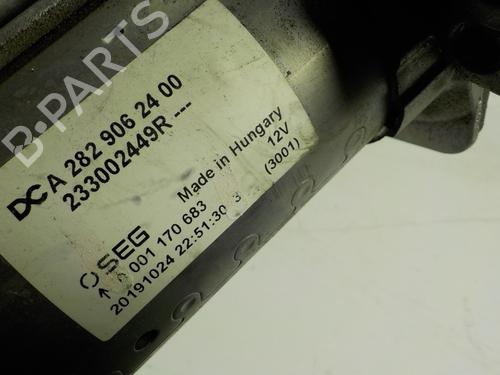 B-PARTS
DC A 282 906 24 00
233002449R ---
SEG Made in Hungary
001 170 683 12V
20191024 22:51:30 3 (3001)